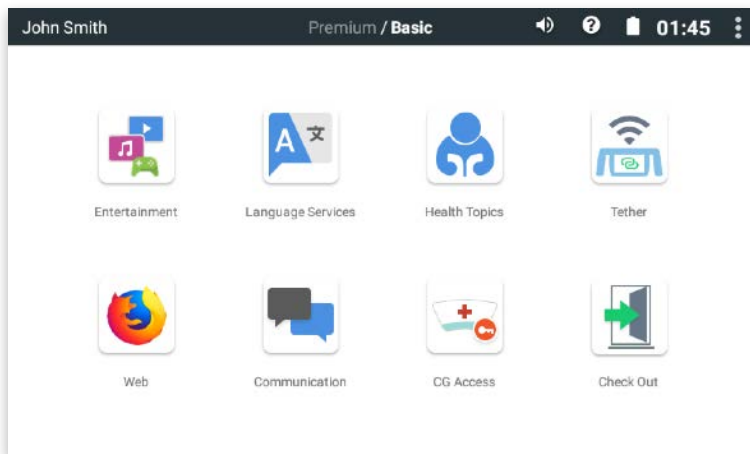 John Smith Premium / Basic 01:45
A 文
Entertainment Language Services Health Topics Tether
Web Communication CG Access Check Out